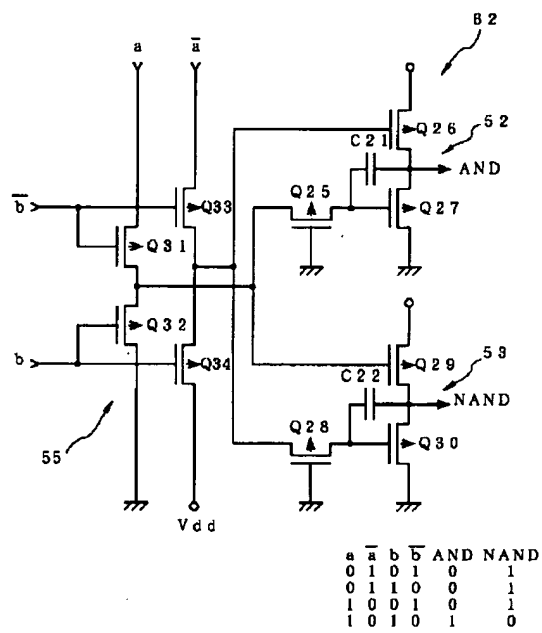 82
a a̅
Q26
52
C21
AND
Q25
b̅
Q33
Q27
Q31
Q32
b
Q34
Q29
53
C22
NAND
Q28
Q30
55
Vdd
a a̅ b b̅ AND NAND
0 1 0 1 0 1
0 1 1 0 0 1
1 0 0 1 0 1
1 0 1 0 1 0